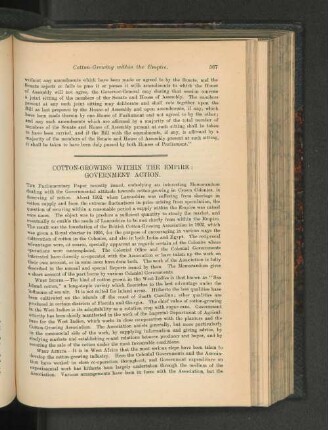 Cotton-Growing within the Empire. 567
without any amendments which have been made or agreed to by the Senate, and the
Senate rejects or fails to pass it or passes it with amendments to which the House
of Assembly will not agree, the Governor-General may during that session convene
a joint sitting of the members of the Senate and House of Assembly. The members
present at any such joint sitting may deliberate and shall vote together upon the
Bill as last proposed by the House of Assembly and upon amendments, if any, which
have been made therein by one House of Parliament and not agreed to by the other;
and any such amendments which are affirmed by a majority of the total number of
members of the Senate and House of Assembly present at such sitting shall be taken
to have been carried, and if the Bill with the amendments, if any, is affirmed by a
majority of the members of the Senate and House of Assembly present at such sitting,
it shall be taken to have been duly passed by both Houses of Parliament."
COTTON-GROWING WITHIN THE EMPIRE:
GOVERNMENT ACTION.
THE Parliamentary Paper recently issued, embodying an interesting Memorandum
dealing with the Governmental attitude towards cotton-growing in Crown Colonies, is
deserving of notice. About 1902, when Lancashire was suffering from shortage in
the supply and from the extreme fluctuations in price arising from speculation, the
question of securing within a reasonable period a supply within the Empire was taken
into
The object was to produce a sufficient quantity to steady the market, and
eventually to enable the needs of Lancashire to be met chiefly from within the Empire.
The result was the foundation of the British Cotton-Growing Association in 1902, which
was given a Royal charter in 1904, for the purpose of encouraging in various ways the
cultivation of cotton in the Colonies, and also in both India and Egypt. The
advantages were, of course, specially apparent as regards certain of the Colonies whose
operations were contemplated. The Colonial Office and the Colonial Governments
interested have directly co-operated with the Association or have taken up the work on
their own account, or in some cases have done both. The work of the Association is fully
described in the annual and special Reports issued by them. The Memorandum gives
a short account of the part borne by various Colonial Governments.
WEST INDIES.—The kind of cotton grown in the West Indies is that known as "Sea
Island cotton," a long-staple variety which flourishes in the best advantage under the
influence of sea air. It is not suited for inland areas. Hitherto the best qualities have
been cultivated on the islands off the coast of South Carolina; other qualities are
produced in certain districts of Florida and Georgia. The chief value of cotton-growing
in the West Indies is its adaptability as a rotation crop with sugar-cane. Government
activity has been chiefly manifested in the work of the Imperial Department of Agriculture
for the West Indies, which works in close co-operation with the planters and the
Cotton-Growing Association. The Association assists generally, but more particularly
in the commercial side of the work, by supplying information and giving advice, by
studying markets and establishing sound relations between producer and buyer, and by
securing the sale of the cotton under the most favourable conditions.
WEST AFRICA.—It is in West Africa that the most serious steps have been taken to
develop the cotton-growing industry. Here the Colonial Governments and the Association
have worked in close co-operation throughout, and Government expenditure on
experimental work has hitherto been largely undertaken through the medium of the
Association. Various arrangements have been in force with the Association, but the